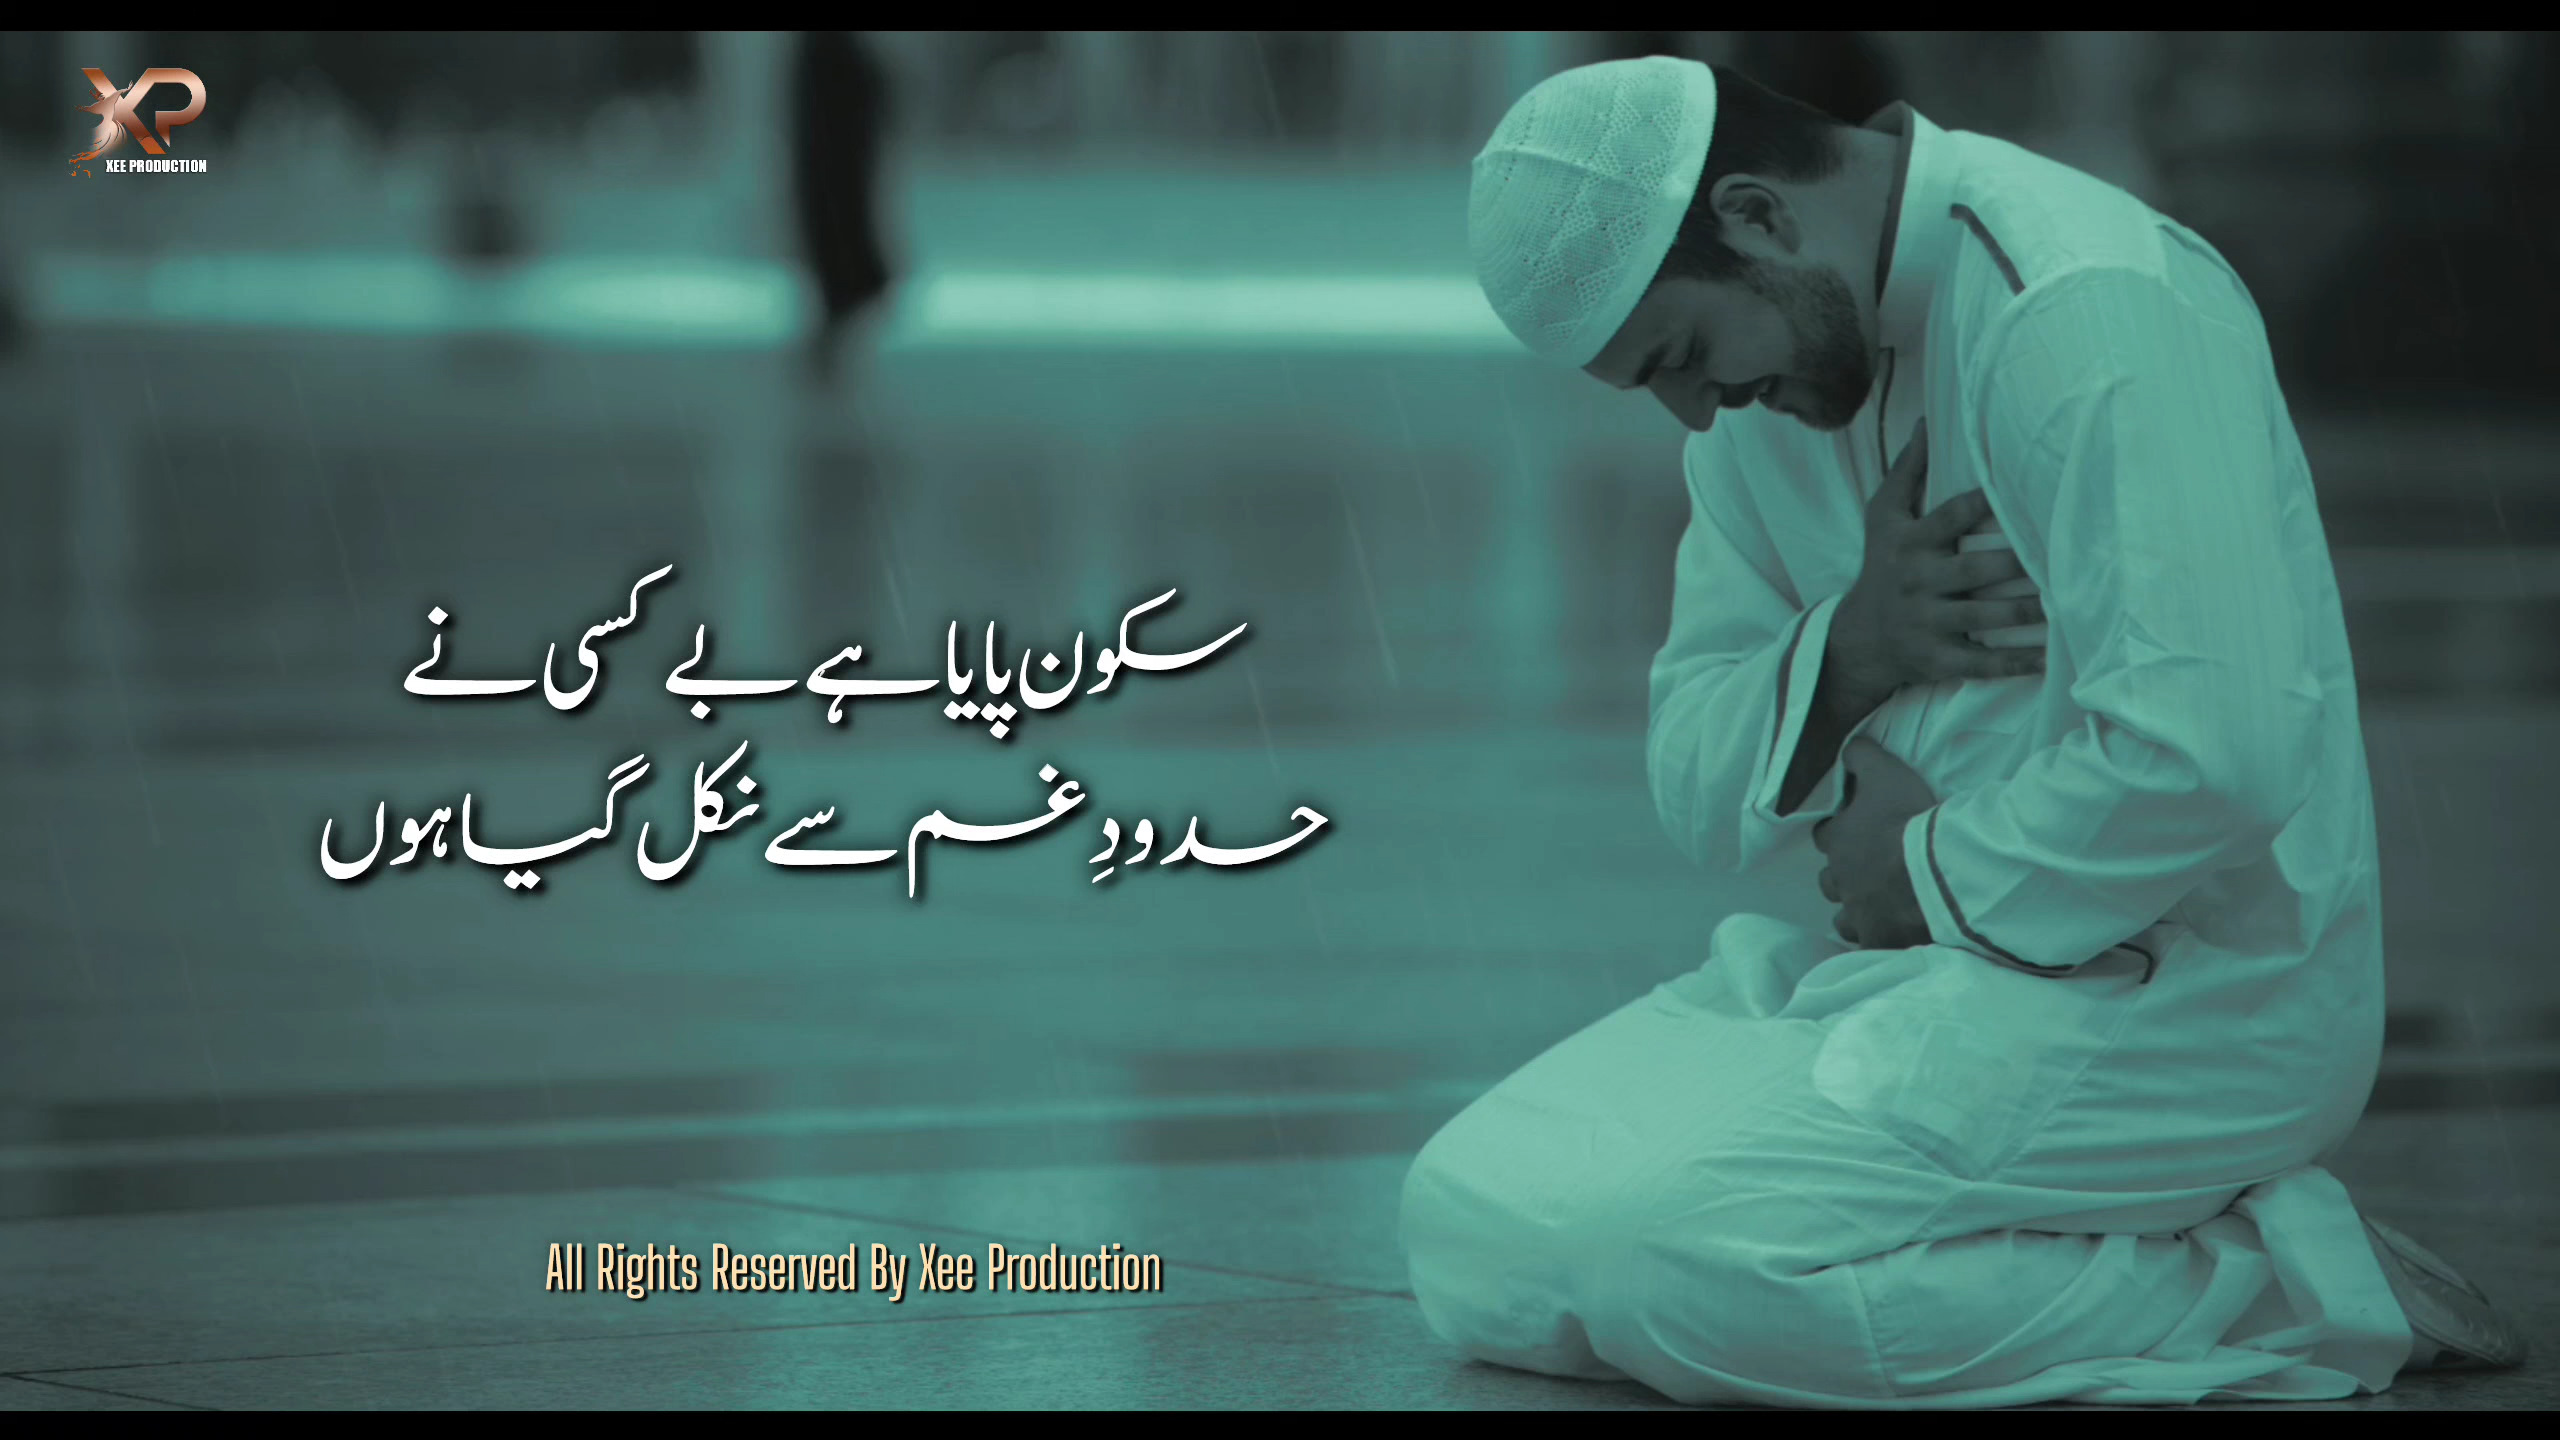 XP
XEE PRODUCTION
سکون پایا ہے بے کسی نے
حدودِ غم سے نکل گیا ہوں
All Rights Reserved By Xee Production